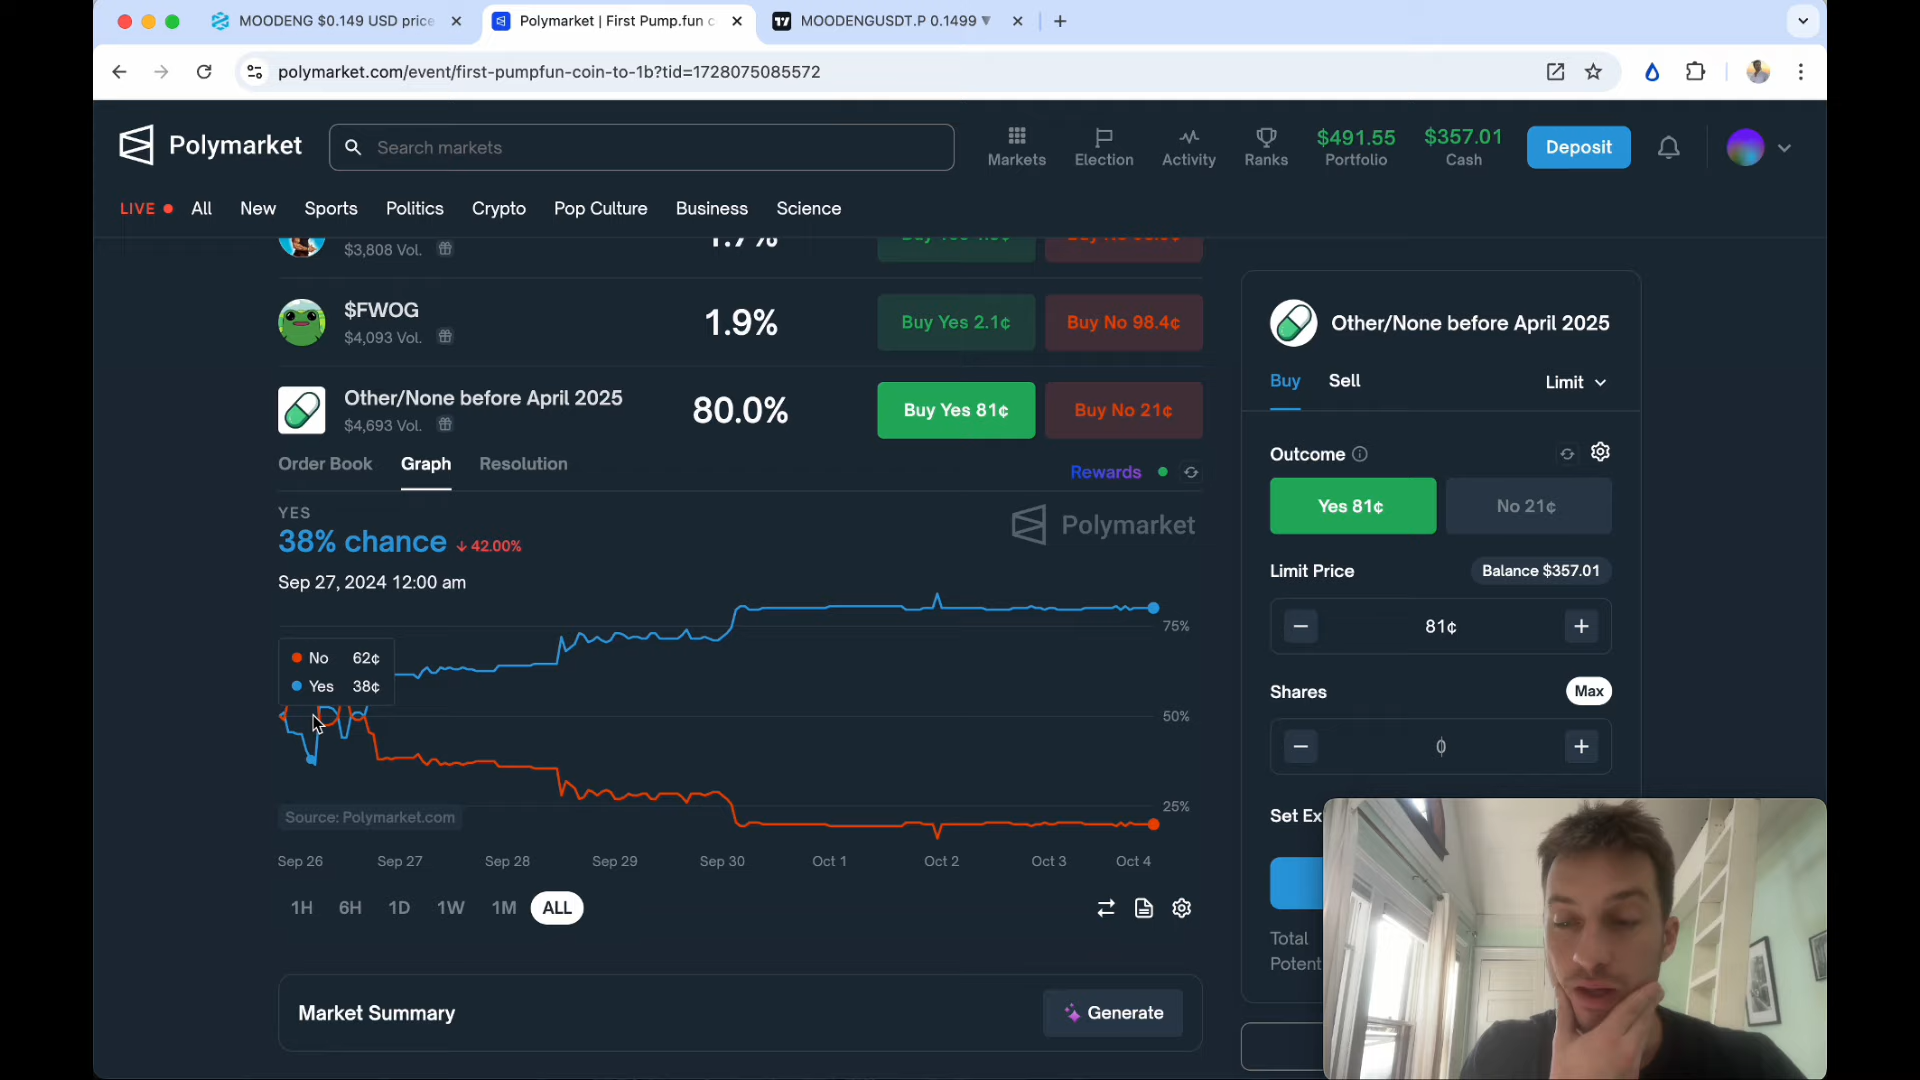 MOODENG $0.149 USD price
Polymarket | First Pump.fun c
MOODENGUSDT.P 0.1499 ▼
polymarket.com/event/first-pumpfun-coin-to-1b?tid=1728075085572
Polymarket
Search markets
Markets
Election
Activity
Ranks
$491.55
Portfolio
$357.01
Cash
Deposit
LIVE
All
New
Sports
Politics
Crypto
Pop Culture
Business
Science
$3,808 Vol.
1.7%
$FWOG
$4,093 Vol.
1.9%
Buy Yes 2.1¢
Buy No 98.4¢
Other/None before April 2025
$4,693 Vol.
80.0%
Buy Yes 81¢
Buy No 21¢
Order Book
Graph
Resolution
Rewards
YES
38% chance
↓ 42.00%
Sep 27, 2024 12:00 am
Polymarket
No 62¢
Yes 38¢
75%
50%
25%
Source: Polymarket.com
Sep 26
Sep 27
Sep 28
Sep 29
Sep 30
Oct 1
Oct 2
Oct 3
Oct 4
1H
6H
1D
1W
1M
ALL
Market Summary
Generate
Other/None before April 2025
Buy
Sell
Limit
Outcome
Yes 81¢
No 21¢
Limit Price
Balance $357.01
81¢
Shares
Max
0
Set Ex
Total
Potent